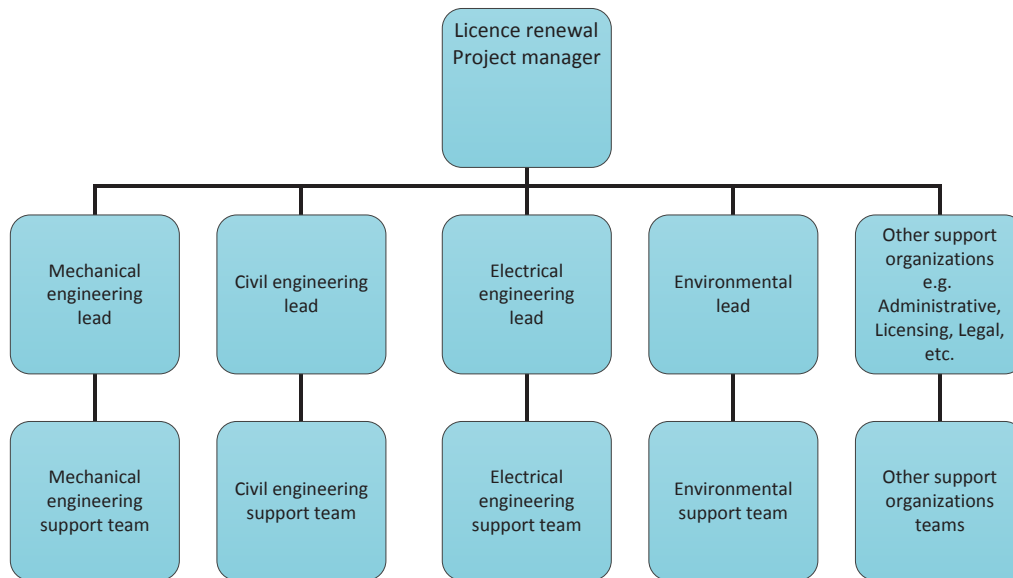 Licence renewal
Project manager
Mechanical
engineering
lead
Civil engineering
lead
Electrical
engineering
lead
Environmental
lead
Other support
organizations
e.g.
Administrative,
Licensing, Legal,
etc.
Mechanical
engineering
support team
Civil engineering
support team
Electrical
engineering
support team
Environmental
support team
Other support
organizations
teams